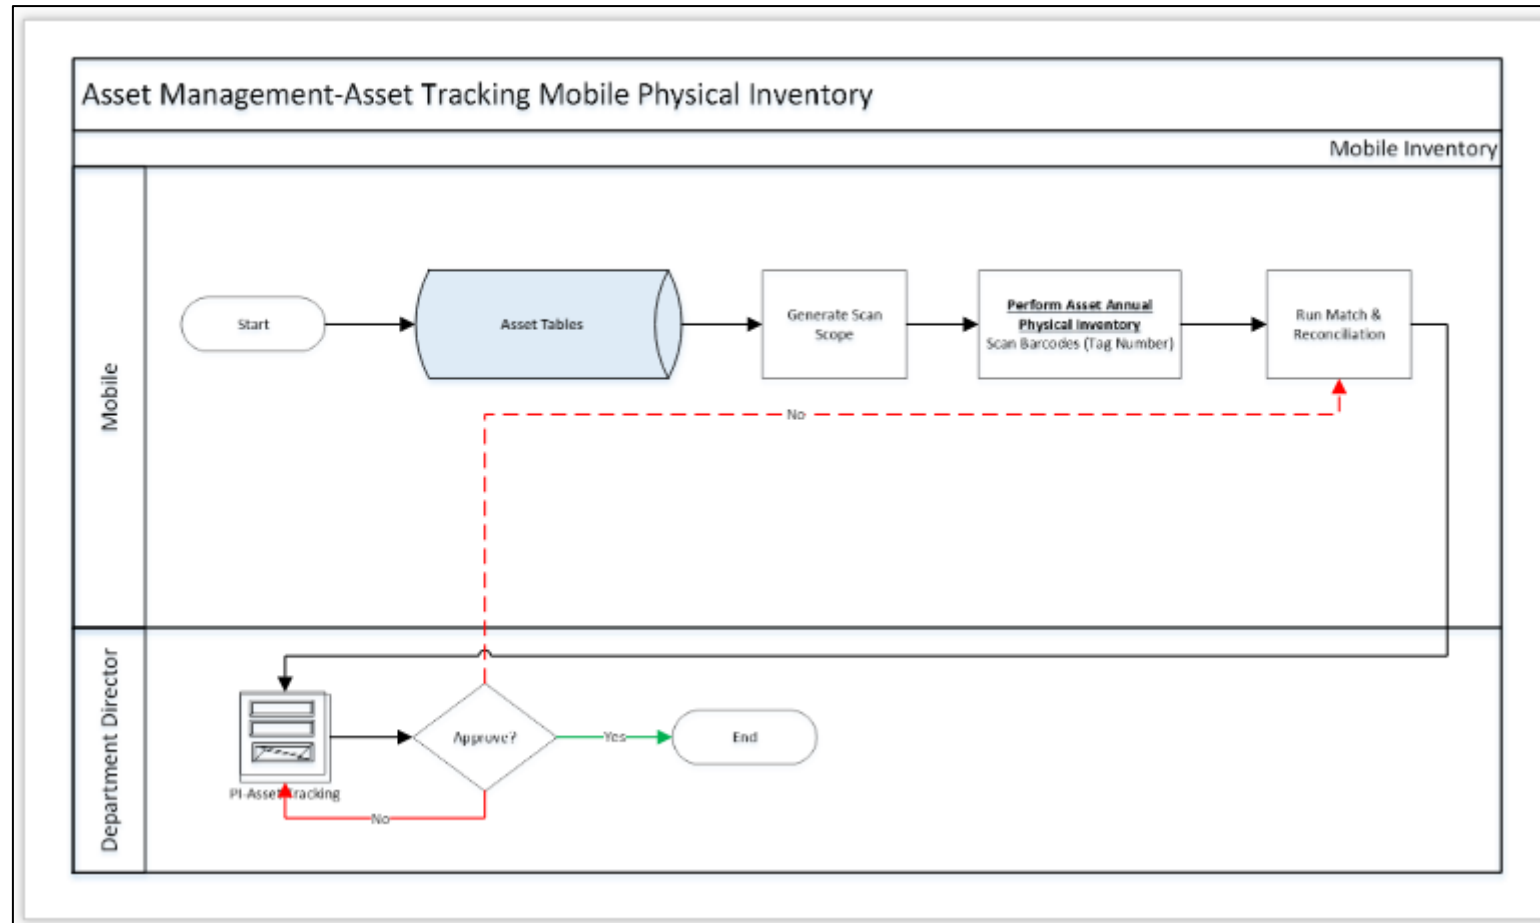 Asset Management-Asset Tracking Mobile Physical Inventory
Mobile Inventory
Mobile
Start
Asset Tables
Generate Scan
Scope
Perform Asset Annual
Physical Inventory
Scan Barcodes (Tag Number)
Run Match &
Reconciliation
No
Department Director
PI-Asset Tracking
Approve?
Yes
End
No